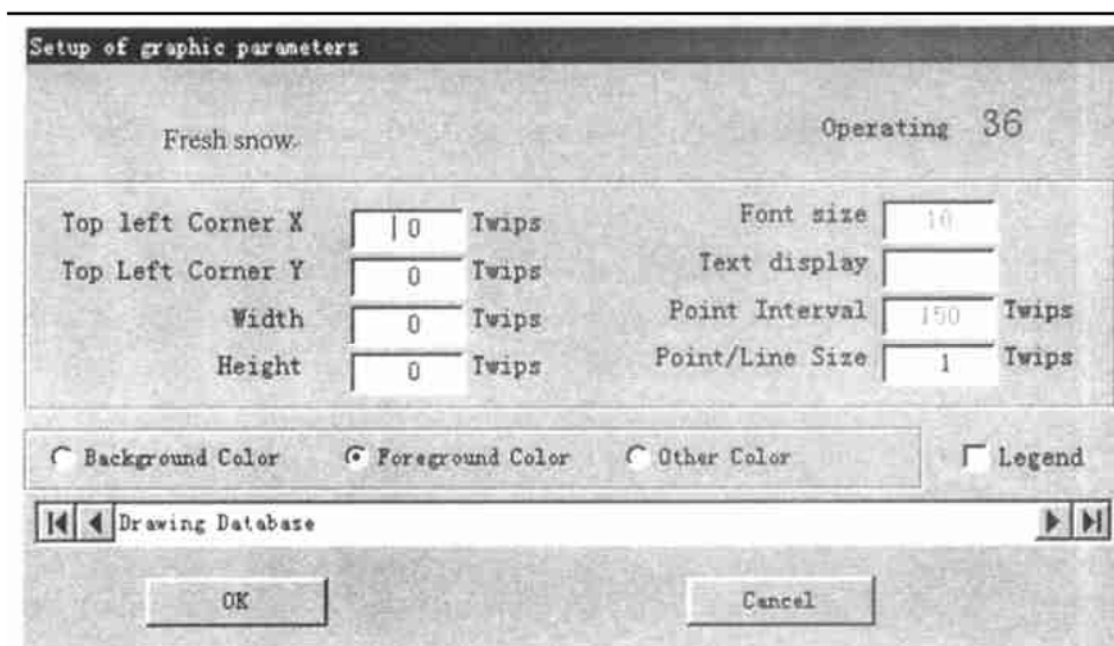 Setup of graphic parameters
Fresh snow.
Operating 36
Top left Corner X 0 Twips
Font size 10
Top Left Corner Y 0 Twips
Text display
Width 0 Twips
Point Interval 150 Twips
Height 0 Twips
Point/Line Size 1 Twips
Background Color
Foreground Color
Other Color
Legend
Drawing Database
OK
Cancel